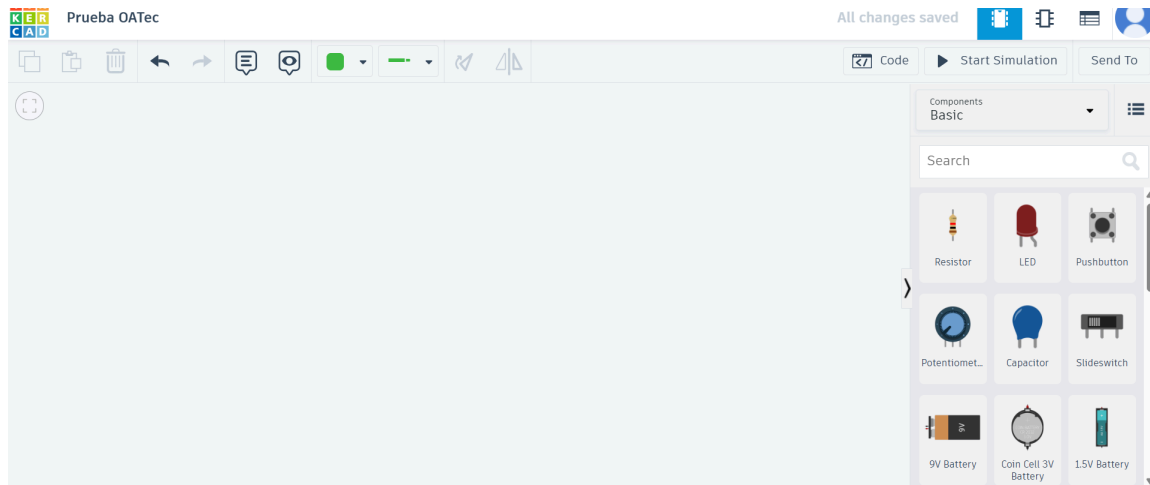 KER
CAD
Prueba OATec
All changes saved
Code
Start Simulation
Send To
Components
Basic
Search
Resistor
LED
Pushbutton
Potentiomet...
Capacitor
Slideswitch
9V
9V Battery
Coin Cell 3V
Battery
1.5V Battery